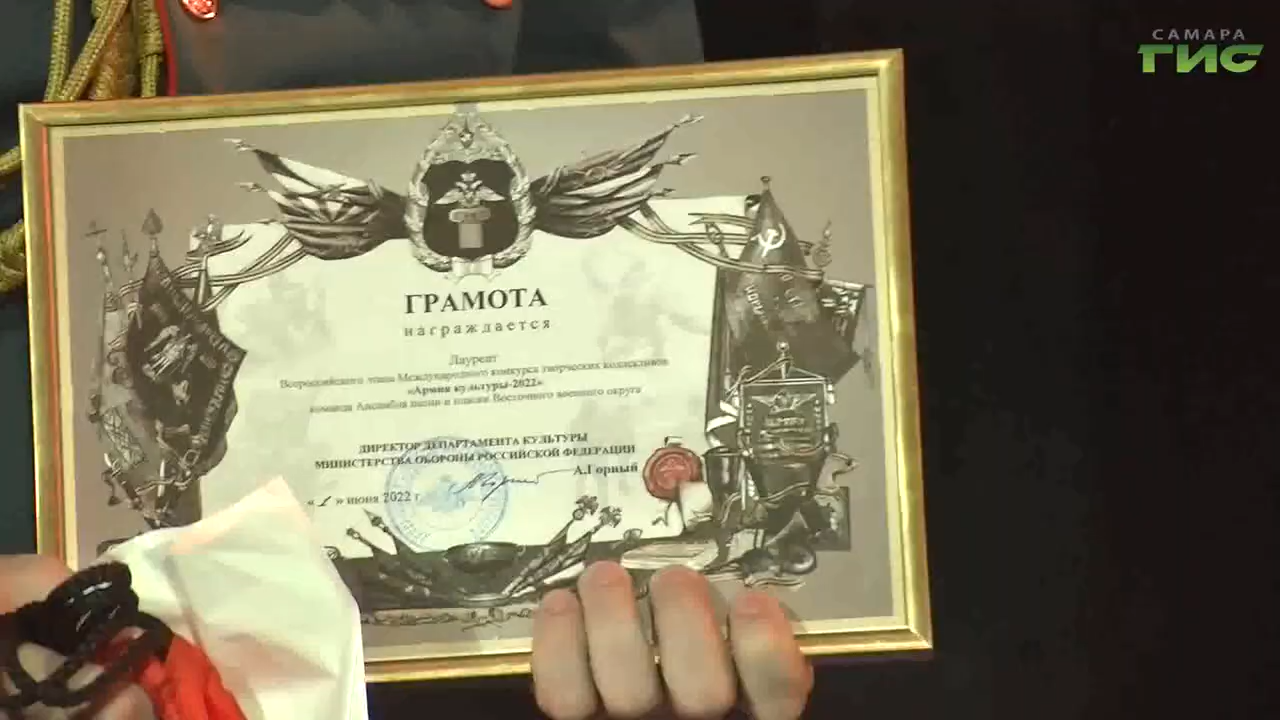 САМАРА
ГИС
ГРАМОТА
награждается
Лауреат
Всероссийского этапа Международного конкурса творческих коллективов
«Армия культуры-2022»
команда Ансамбля песни и пляски Восточного военного округа
ДИРЕКТОР ДЕПАРТАМЕНТА КУЛЬТУРЫ
МИНИСТЕРСТВА ОБОРОНЫ РОССИЙСКОЙ ФЕДЕРАЦИИ
А.Горный
«1» июня 2022 г.